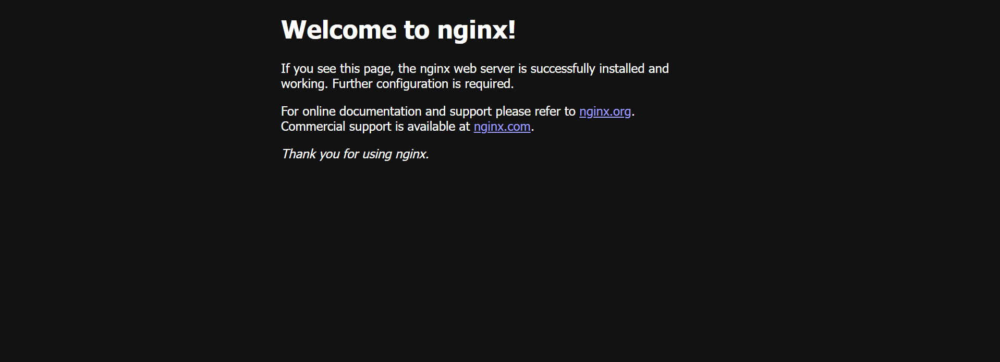 Welcome to nginx!
If you see this page, the nginx web server is successfully installed and
working. Further configuration is required.
For online documentation and support please refer to nginx.org.
Commercial support is available at nginx.com.
Thank you for using nginx.